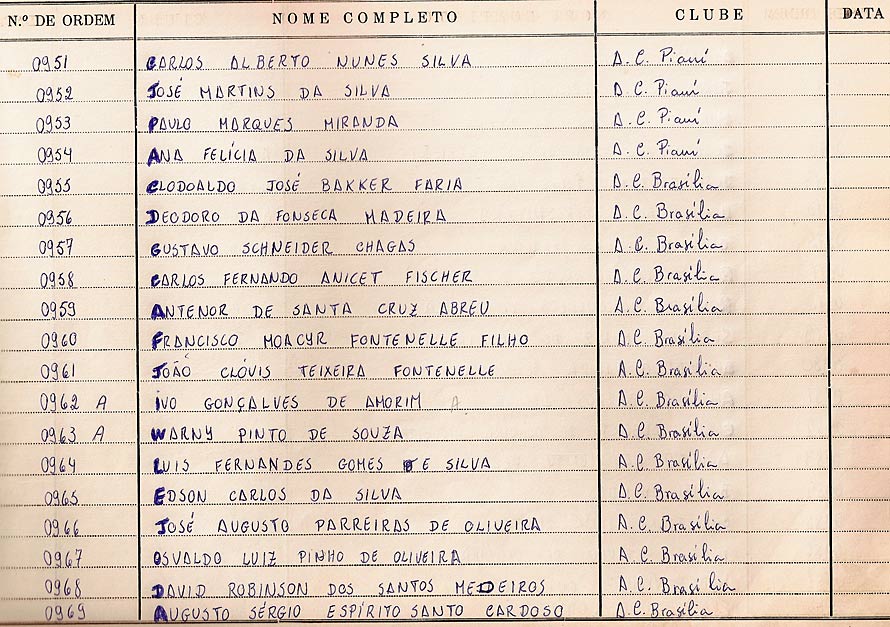 N.º DE ORDEM NOME COMPLETO CLUBE DATA
0951 CARLOS ALBERTO NUNES SILVA A.C. Piauí
0952 JOSÉ MARTINS DA SILVA A.C. Piauí
0953 PAULO MARQUES MIRANDA A.C. Piauí
0954 ANA FELÍCIA DA SILVA A.C. Piauí
0955 CLODOALDO JOSÉ BAKKER FARIA A.C. Brasília
0956 DEODORO DA FONSECA MADEIRA A.C. Brasília
0957 GUSTAVO SCHNEIDER CHAGAS A.C. Brasília
0958 CARLOS FERNANDO ANICET FISCHER A.C. Brasília
0959 ANTENOR DE SANTA CRUZ ABREU A.C. Brasília
0960 FRANCISCO MOACYR FONTENELLE FILHO A.C. Brasília
0961 JOÃO CLÓVIS TEIXEIRA FONTENELLE A.C. Brasília
0962 A IVO GONÇALVES DE AMORIM A A.C. Brasília
0963 A WARNY PINTO DE SOUZA A.C. Brasília
0964 LUIS FERNANDES GOMES DE SILVA A.C. Brasília
0965 EDSON CARLOS DA SILVA A.C. Brasília
0966 JOSÉ AUGUSTO PARREIRAS DE OLIVEIRA A.C. Brasília
0967 OSVALDO LUIZ PINHO DE OLIVEIRA A.C. Brasília
0968 DAVID ROBINSON DOS SANTOS MEDEIROS A.C. Brasília
0969 AUGUSTO SÉRGIO ESPÍRITO SANTO CARDOSO A.C. Brasília